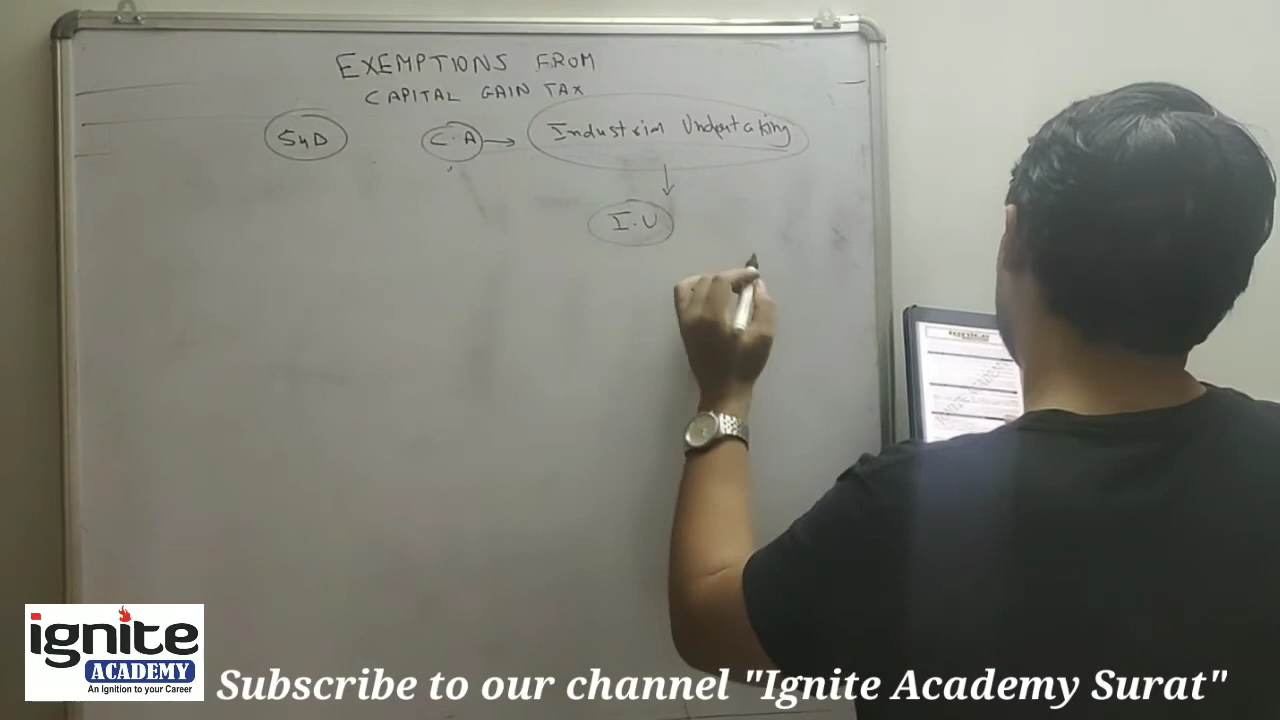 EXEMPTIONS FROM
CAPITAL GAIN TAX
54D C.A → Industrial Undertaking
I.U
ignite
ACADEMY
An Ignition to your Career
Subscribe to our channel "Ignite Academy Surat"